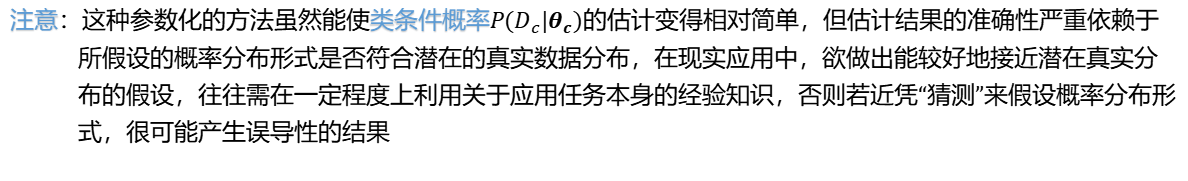 注意：这种参数化的方法虽然能使类条件概率P(D_c|θ_c)的估计变得相对简单，但估计结果的准确性严重依赖于
所假设的概率分布形式是否符合潜在的真实数据分布，在现实应用中，欲做出能较好地接近潜在真实分
布的假设，往往需在一定程度上利用关于应用任务本身的经验知识，否则若近凭“猜测”来假设概率分布形
式，很可能产生误导性的结果